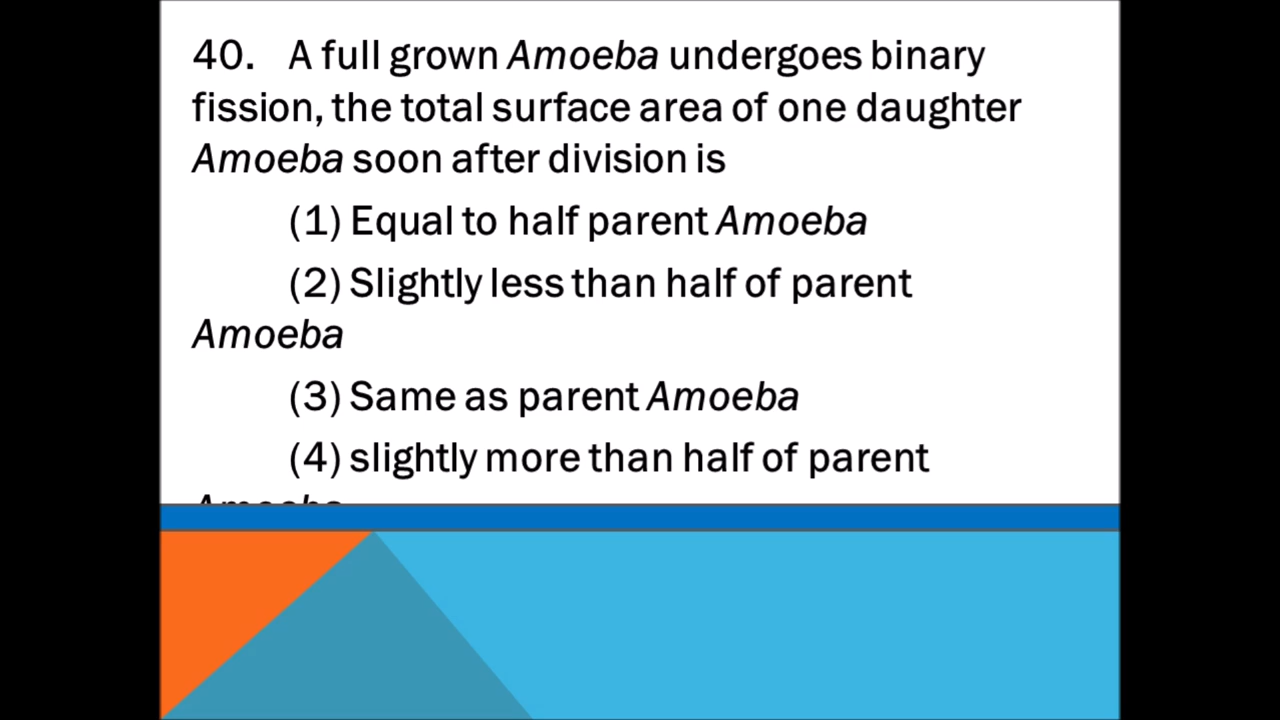 40. A full grown Amoeba undergoes binary
fission, the total surface area of one daughter
Amoeba soon after division is
(1) Equal to half parent Amoeba
(2) Slightly less than half of parent
Amoeba
(3) Same as parent Amoeba
(4) slightly more than half of parent
Amoeba